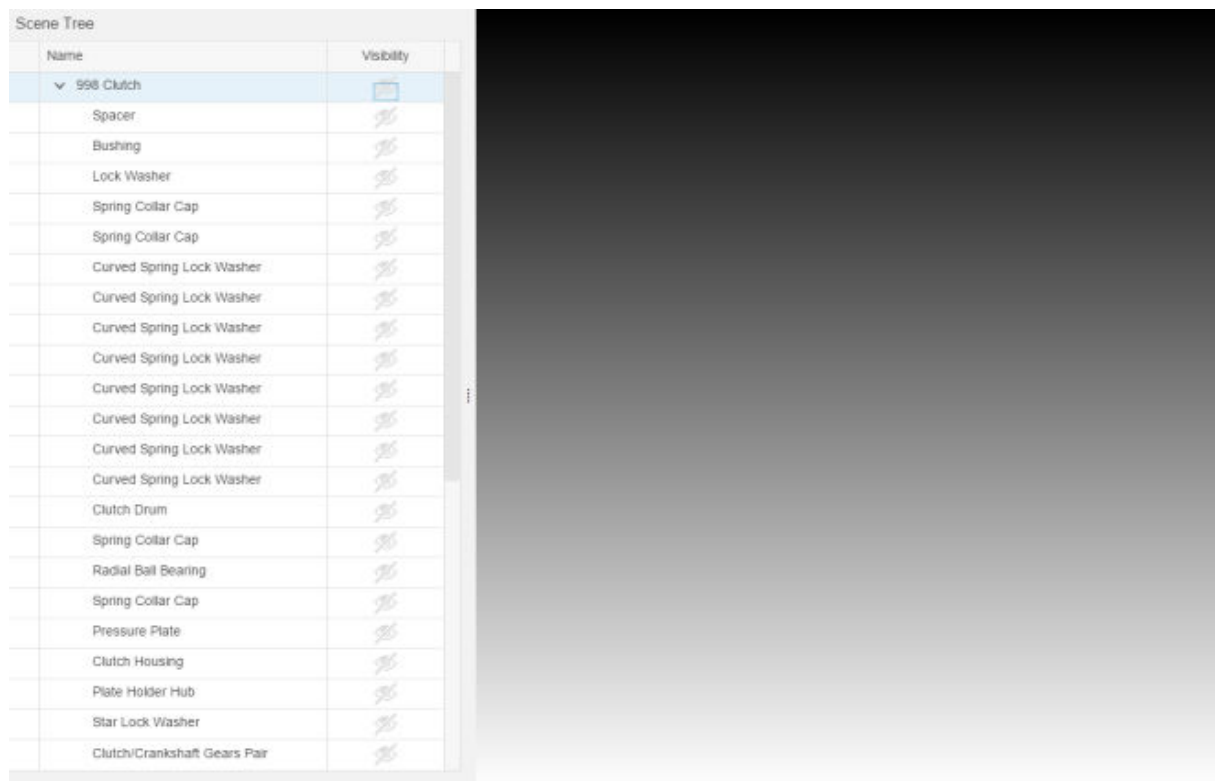 Scene Tree
Name Visibility
998 Clutch
Spacer
Bushing
Lock Washer
Spring Collar Cap
Spring Collar Cap
Curved Spring Lock Washer
Curved Spring Lock Washer
Curved Spring Lock Washer
Curved Spring Lock Washer
Curved Spring Lock Washer
Curved Spring Lock Washer
Curved Spring Lock Washer
Curved Spring Lock Washer
Clutch Drum
Spring Collar Cap
Radial Ball Bearing
Spring Collar Cap
Pressure Plate
Clutch Housing
Plate Holder Hub
Star Lock Washer
Clutch/Crankshaft Gears Pair